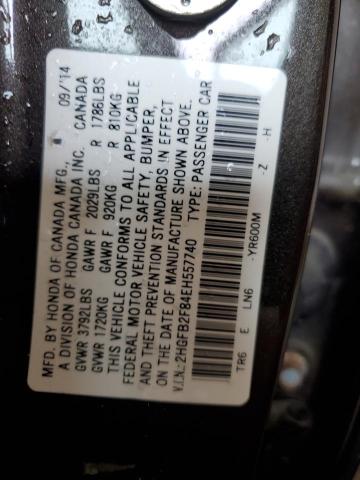 MFD. BY HONDA OF CANADA MFG., 09/14
A DIVISION OF HONDA CANADA INC. CANADA
GVWR 3792LBS GAWR F 2029LBS R 1786LBS
GVWR 1720KG GAWR F 920KG R 810KG
THIS VEHICLE CONFORMS TO ALL APPLICABLE
FEDERAL MOTOR VEHICLE SAFETY, BUMPER,
AND THEFT PREVENTION STANDARDS IN EFFECT
ON THE DATE OF MANUFACTURE SHOWN ABOVE.
V.I.N.: 2HGFB2F84EH557740 TYPE: PASSENGER CAR
TR6 E LN6 -YR600M -Z -H